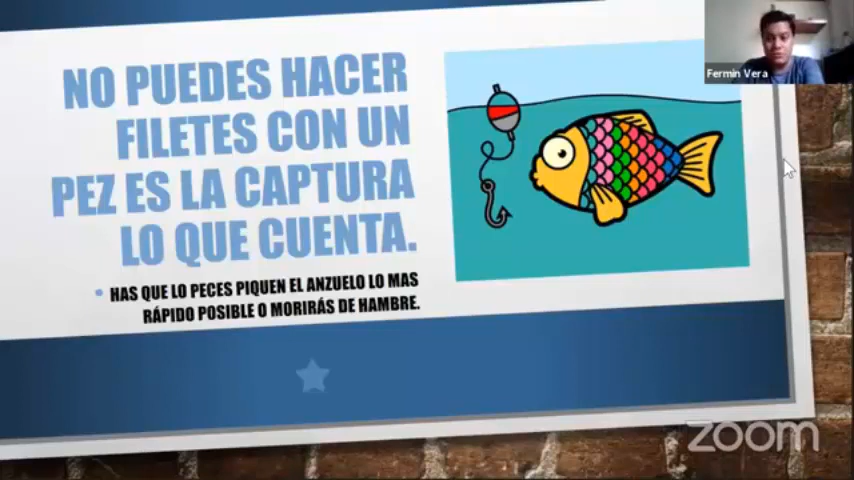 Fermin Vera
NO PUEDES HACER
FILETES CON UN
PEZ ES LA CAPTURA
LO QUE CUENTA.
• HAS QUE LO PECES PIQUEN EL ANZUELO LO MAS
RÁPIDO POSIBLE O MORIRÁS DE HAMBRE.
zoom